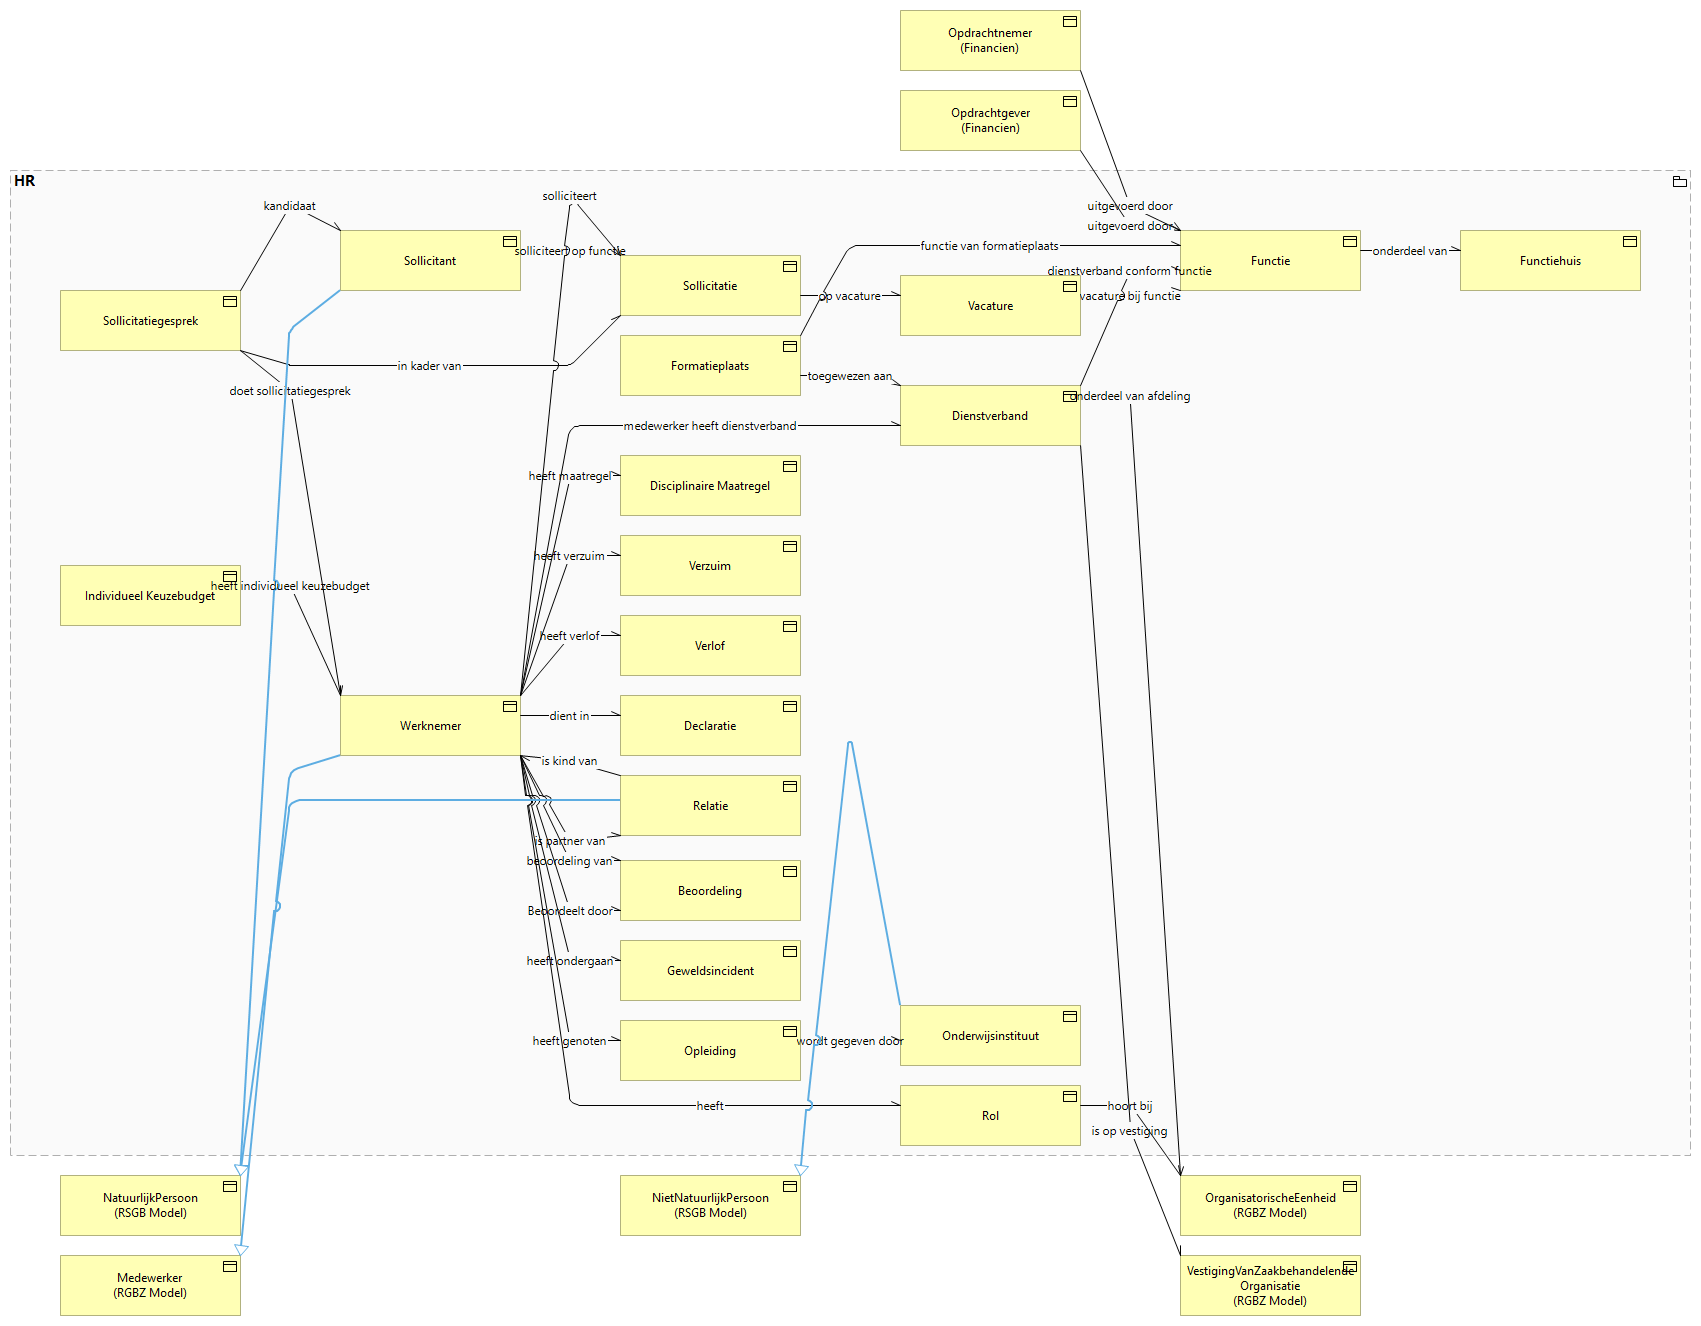 Opdrachtnemer
(Financien)
Opdrachtgever
(Financien)
HR
solliciteert
kandidaat
uitgevoerd door
uitgevoerd door
functie van formatieplaats
solliciteert op functie
onderdeel van
Sollicitant
Functie
Functiehuis
dienstverband conform functie
Sollicitatie
op vacature
vacature bij functie
Vacature
Sollicitatiegesprek
in kader van
Formatieplaats
toegewezen aan
doet sollicitatiegesprek
onderdeel van afdeling
Dienstverband
medewerker heeft dienstverband
heeft maatregel
Disciplinaire Maatregel
heeft verzuim
Verzuim
heeft individueel keuzebudget
Individueel Keuzebudget
heeft verlof
Verlof
dient in
Werknemer
Declaratie
is kind van
Relatie
is partner van
beoordeling van
Beoordeling
Beoordeelt door
heeft ondergaan
Geweldsincident
Onderwijsinstituut
heeft genoten
wordt gegeven door
Opleiding
heeft
hoort bij
Rol
is op vestiging
NatuurlijkPersoon
(RSGB Model)
NietNatuurlijkPersoon
(RSGB Model)
OrganisatorischeEenheid
(RGBZ Model)
Medewerker
(RGBZ Model)
VestigingVanZaakbehandelende
Organisatie
(RGBZ Model)